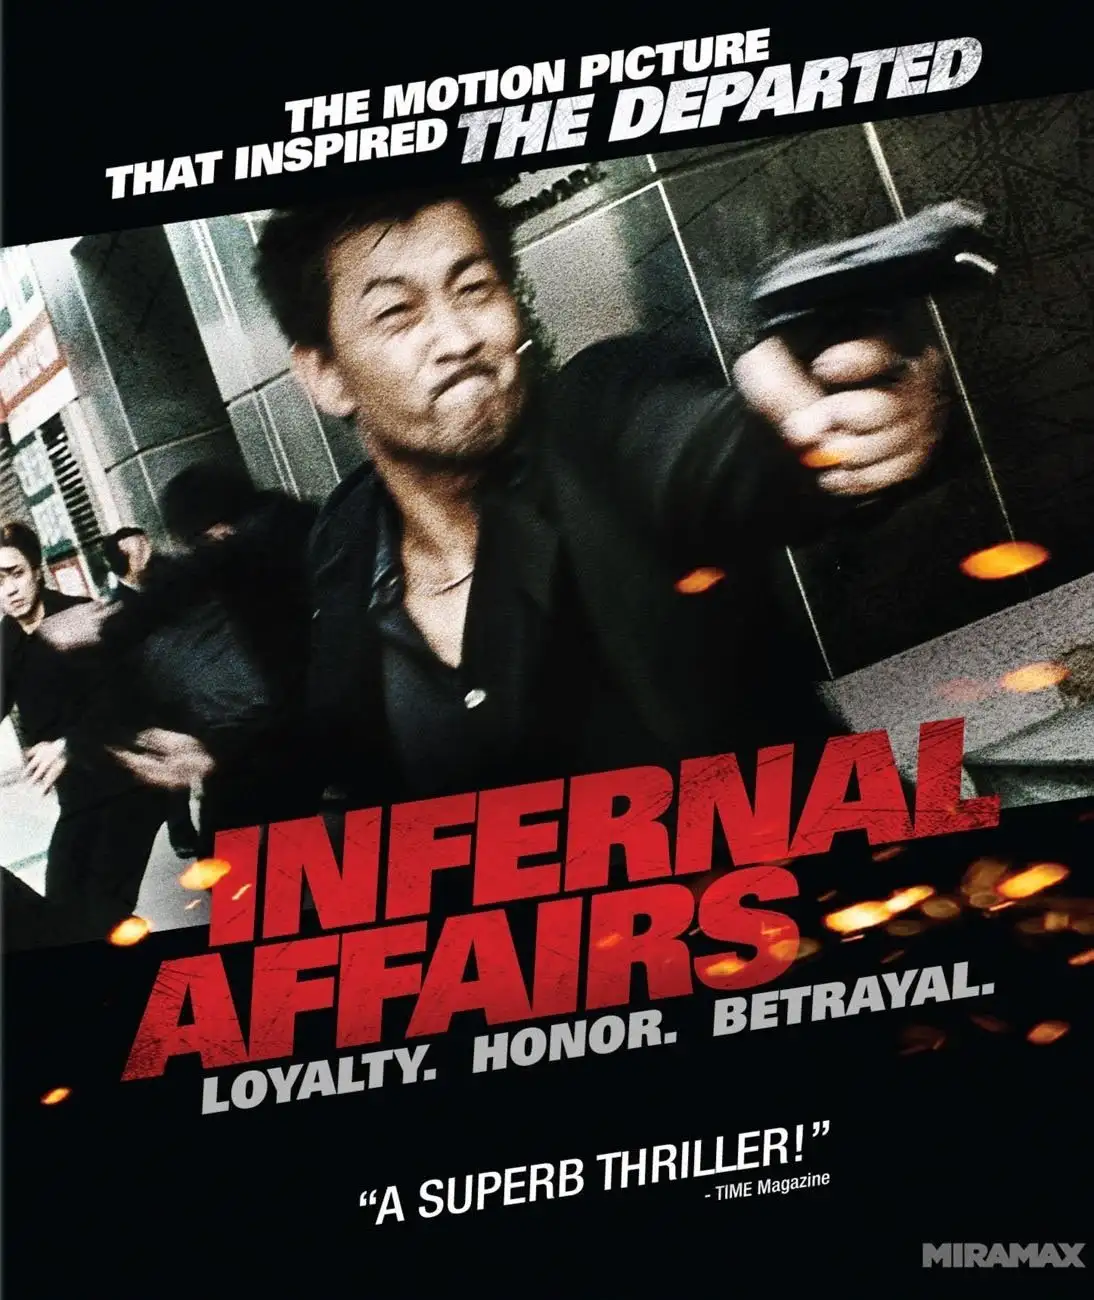 THE MOTION PICTURE
THAT INSPIRED THE DEPARTED
INFERNAL
AFFAIRS
LOYALTY. HONOR. BETRAYAL.
“A SUPERB THRILLER!”
- TIME Magazine
MIRAMAX